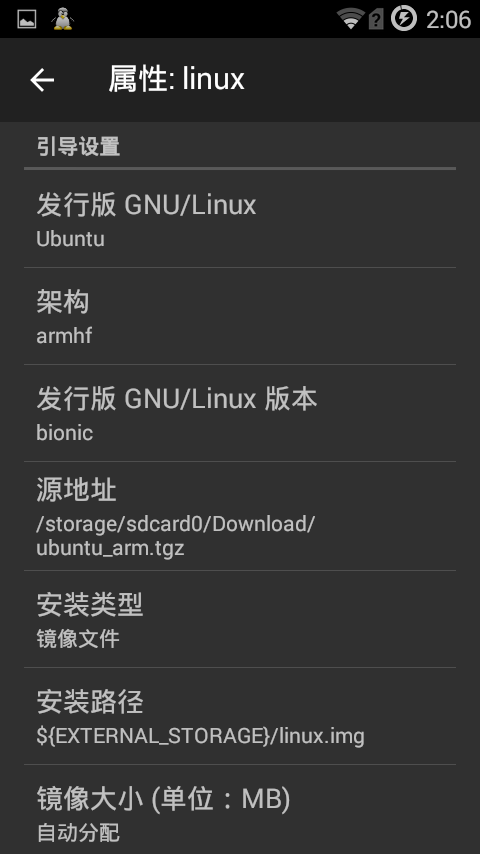 2:06
属性: linux
引导设置
发行版 GNU/Linux
Ubuntu
架构
armhf
发行版 GNU/Linux 版本
bionic
源地址
/storage/sdcard0/Download/
ubuntu_arm.tgz
安装类型
镜像文件
安装路径
${EXTERNAL_STORAGE}/linux.img
镜像大小 (单位：MB)
自动分配